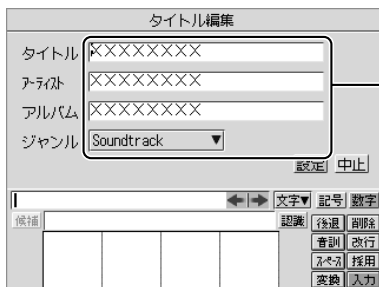 タイトル編集
タイトル XXXXXXXX
アーティスト XXXXXXXX
アルバム XXXXXXXX
ジャンル Soundtrack ▼
設定 中止
文字▼ 記号 数字
候補 認識 後退 削除
音訓 改行
スペース 採用
変換 入力